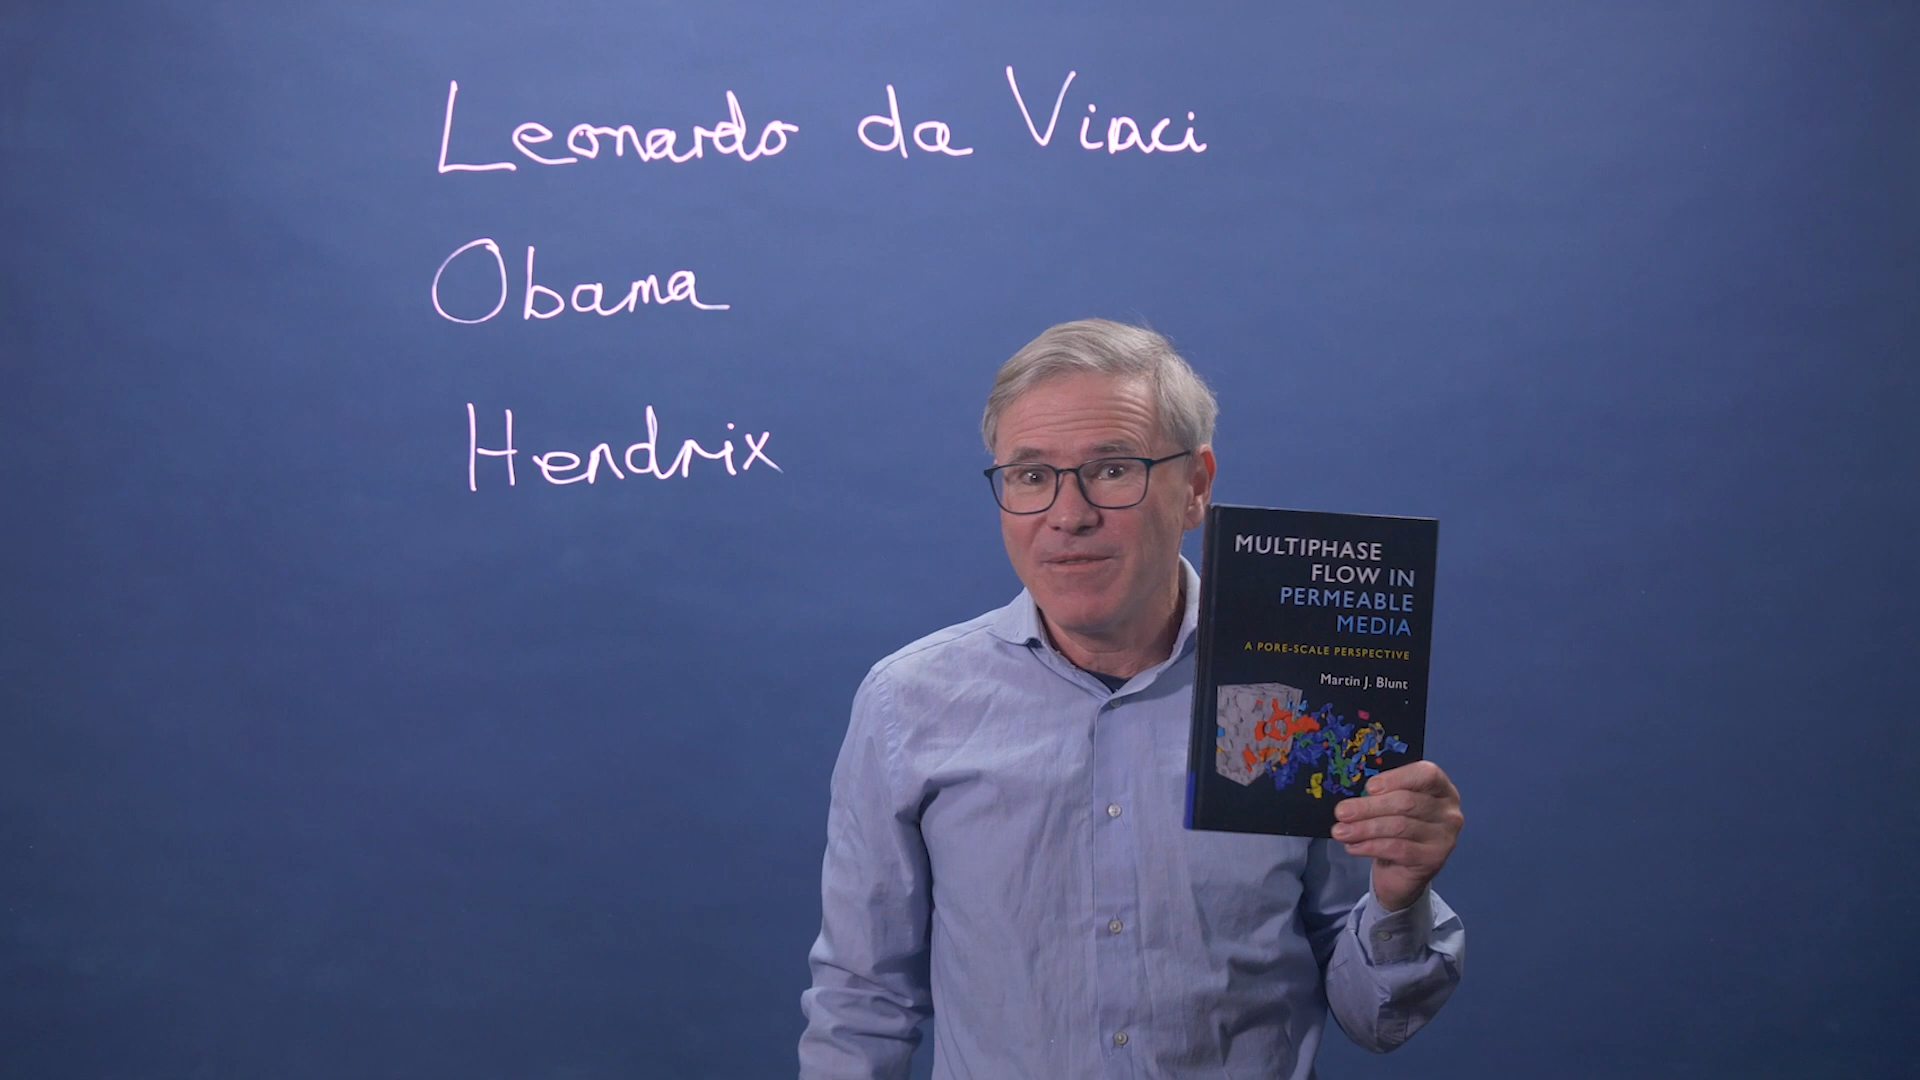 Leonardo da Vinci
Obama
Hendrix
MULTIPHASE
FLOW IN
PERMEABLE
MEDIA
A PORE-SCALE PERSPECTIVE
Martin J. Blunt